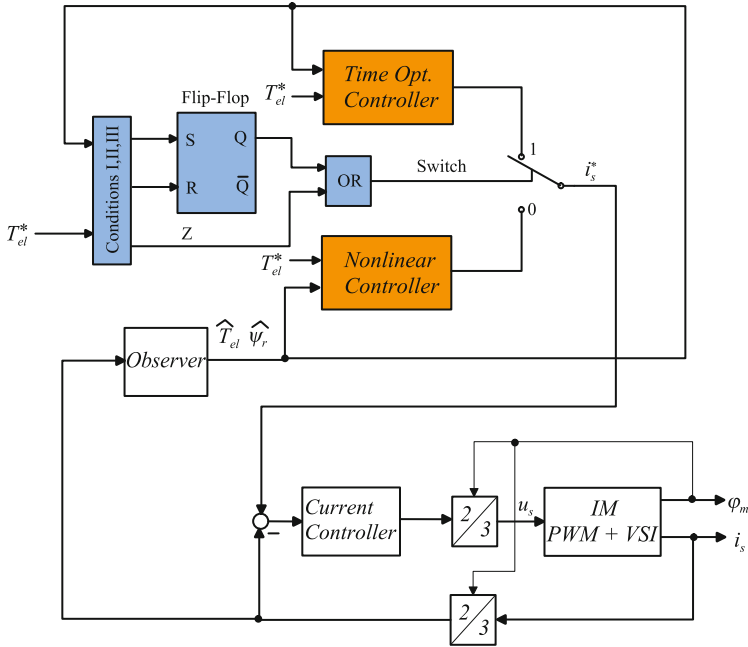 Time Opt.
Controller
T*el
Flip-Flop
Conditions I,II,III
S
Q
R
Q̅
Z
OR
Switch
1
i*s
0
T*el
T*el
Nonlinear
Controller
Observer
T̂el ψ̂r
Current
Controller
2
3
us
IM
PWM + VSI
φm
is
−
2
3